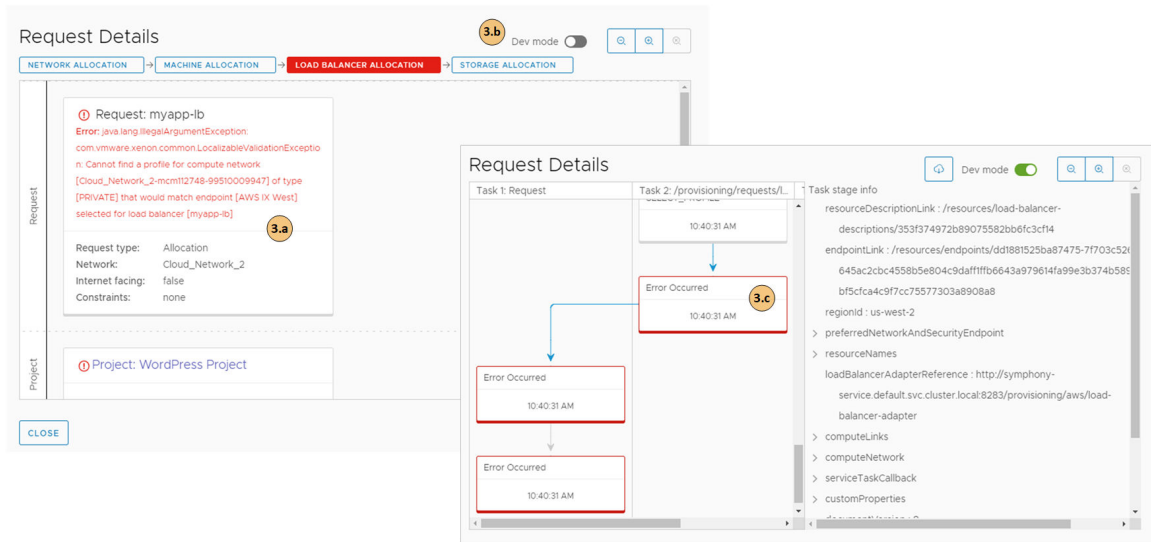 Request Details
3.b
Dev mode
NETWORK ALLOCATION
MACHINE ALLOCATION
LOAD BALANCER ALLOCATION
STORAGE ALLOCATION
Request
Request: myapp-lb
Error: java.lang.IllegalArgumentException:
com.vmware.xenon.common.LocalizableValidationExceptio
n: Cannot find a profile for compute network
[Cloud_Network_2-mcm112748-99510009947] of type
[PRIVATE] that would match endpoint [AWS IX West]
selected for load balancer [myapp-lb]
3.a
Request type: Allocation
Network: Cloud_Network_2
Internet facing: false
Constraints: none
Project
Project: WordPress Project
CLOSE
Request Details
Dev mode
Task 1: Request
Task 2: /provisioning/requests/l...
SELECT_PROFILE
10:40:31 AM
Error Occurred
3.c
10:40:31 AM
Error Occurred
10:40:31 AM
Error Occurred
10:40:31 AM
Task stage info
resourceDescriptionLink : /resources/load-balancer-
descriptions/353f374972b89075582bb6fc3cf14
endpointLink : /resources/endpoints/dd1881525ba87475-7f703c526
645ac2cbc4558b5e804c9daff1ffb6643a979614fa99e3b374b589
bf5cfca4c9f7cc75577303a8908a8
regionId : us-west-2
preferredNetworkAndSecurityEndpoint
resourceNames
loadBalancerAdapterReference : http://symphony-
service.default.svc.cluster.local:8283/provisioning/aws/load-
balancer-adapter
computeLinks
computeNetwork
serviceTaskCallback
customProperties